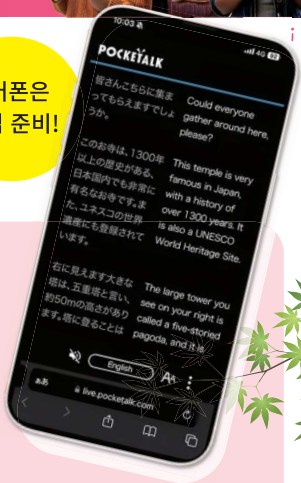 10:03
4G 62
POCKETALK
皆さんこちらに集ま
ってもらえますでしょ
うか。
Could everyone
gather around here,
please?
このお寺は、1300年
以上の歴史がある、
日本国内でも非常に
有名なお寺です。ま
た、ユネスコの世界
遺産にも登録されて
います。
This temple is very
famous in Japan,
with a history of
over 1300 years. It
is also a UNESCO
World Heritage Site.
右に見えます大きな
塔は、五重塔と言い、
約50mの高さがあり
ます。塔に登ることは
The large tower you
see on your right is
called a five-storied
pagoda, and it is
English
AA
ぁあ
live.pocketalk.com
준비!